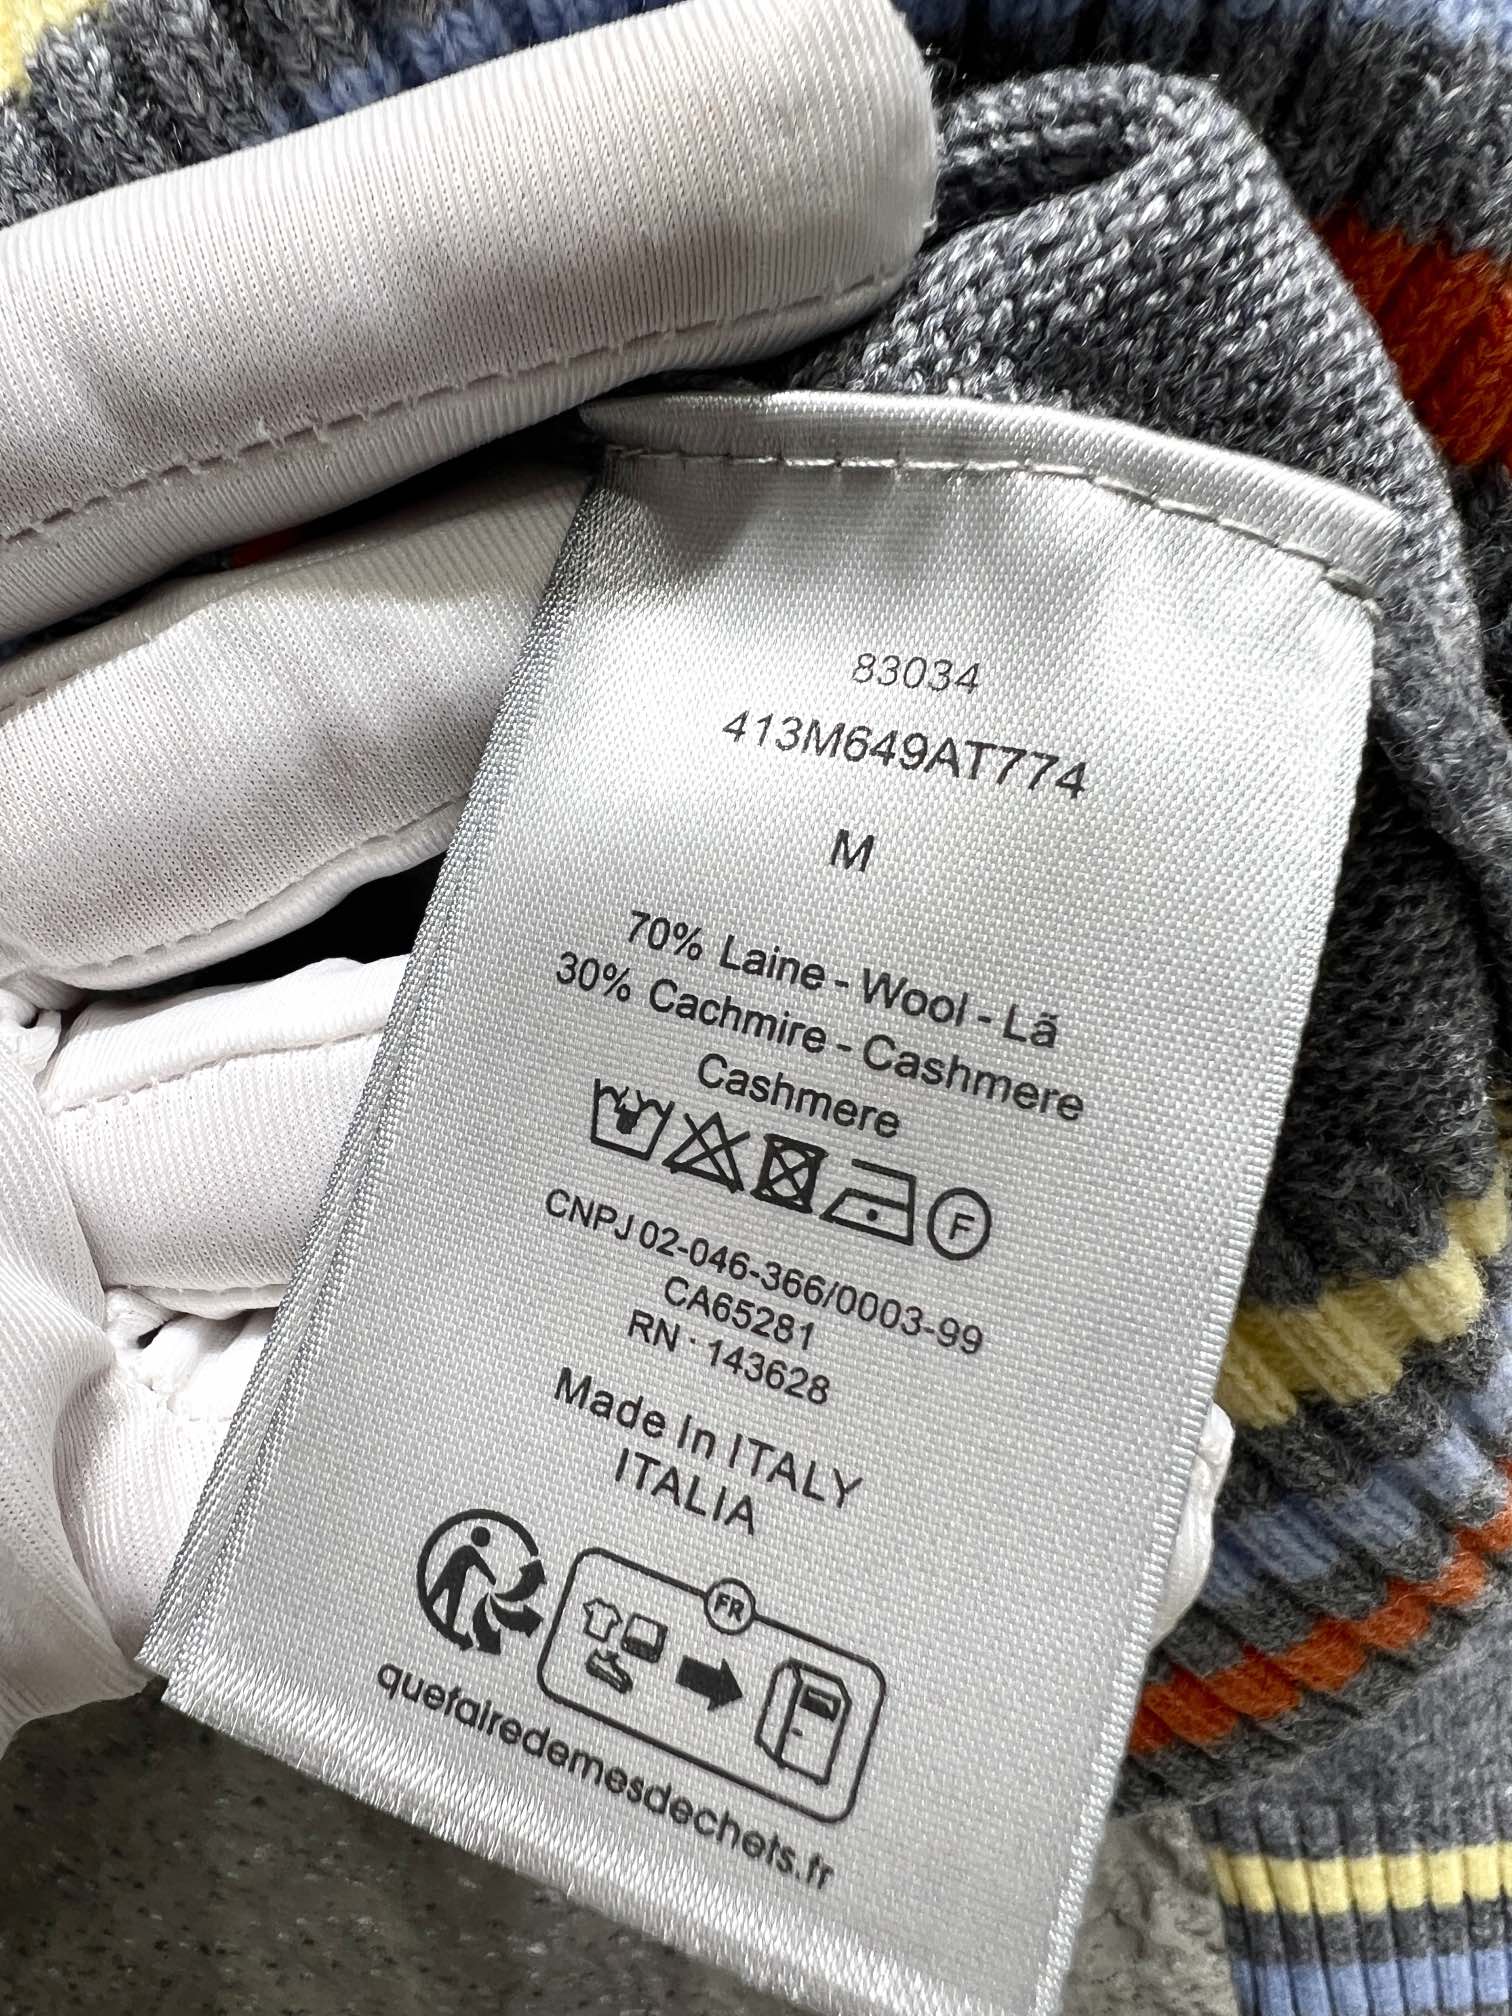 83034
413M649AT774
M
70% Laine - Wool - Lã
30% Cachmire - Cashmere
Cashmere
F
CNPJ 02-046-366/0003-99
CA65281
RN · 143628
Made In ITALY
ITALIA
FR
quefairedemesdechets.fr